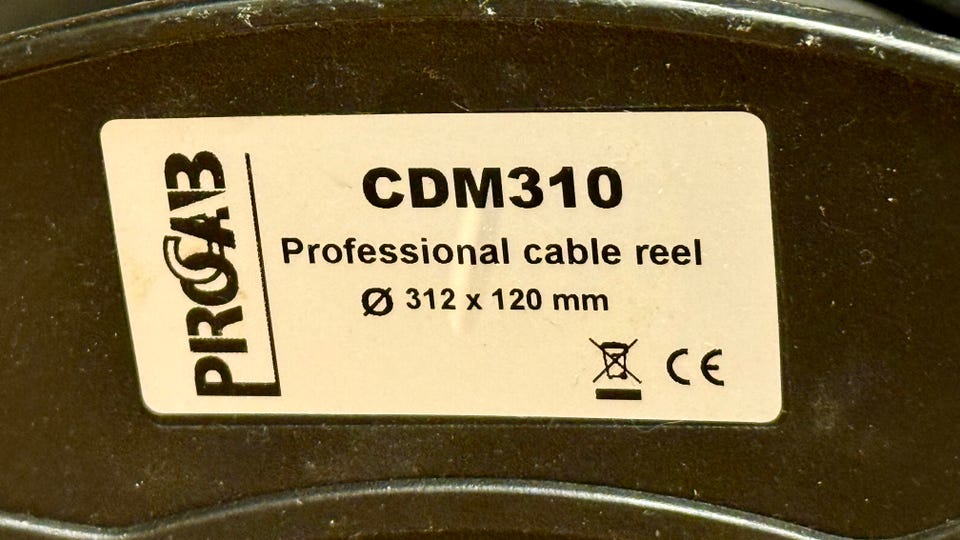 PROCAB
CDM310
Professional cable reel
Ø 312 x 120 mm
CE